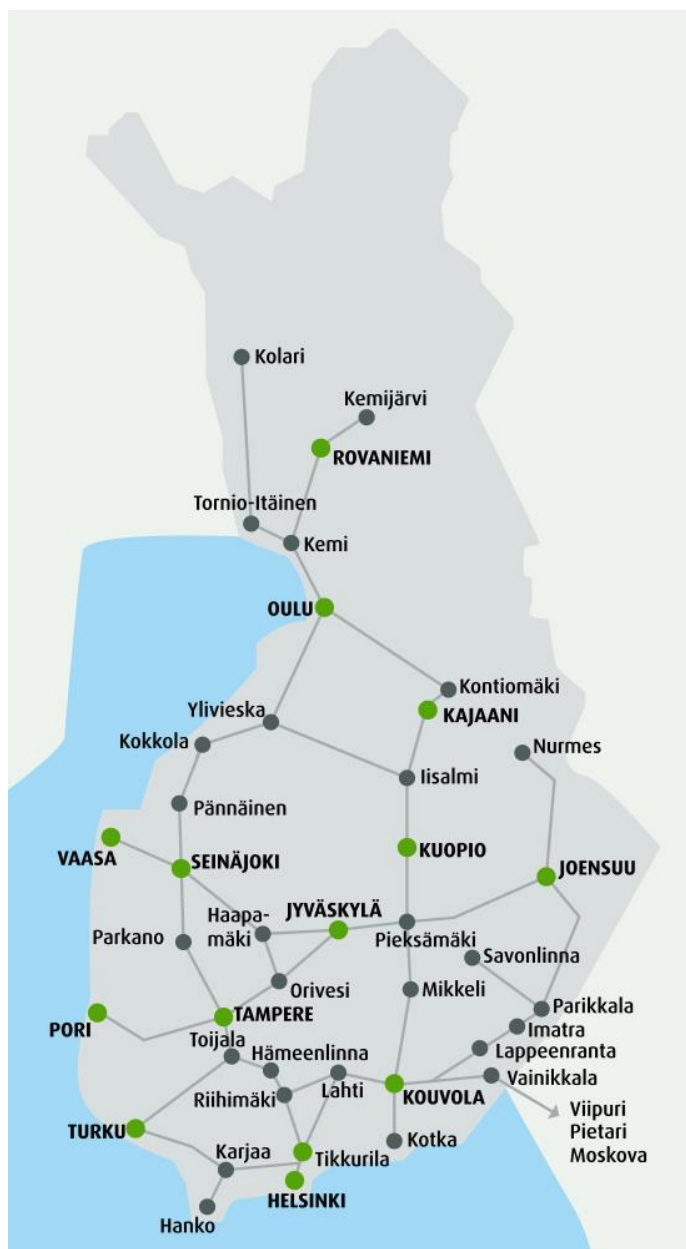 Kolari
Kemijärvi
ROVANIEMI
Tornio-Itäinen
Kemi
OULU
Kontiomäki
KAJAANI
Ylivieska
Kokkola
Nurmes
Iisalmi
Pännäinen
VAASA
SEINÄJOKI
KUOPIO
JOENSUU
Haapa-
mäki
JYVÄSKYLÄ
Parkano
Pieksämäki
Savonlinna
Orivesi
Mikkeli
PORI
TAMPERE
Parikkala
Imatra
Toijala
Hämeenlinna
Lappeenranta
Riihimäki
Lahti
KOUVOLA
Vainikkala
TURKU
Karjaa
Tikkurila
Kotka
Viipuri
Pietari
Moskova
HELSINKI
Hanko